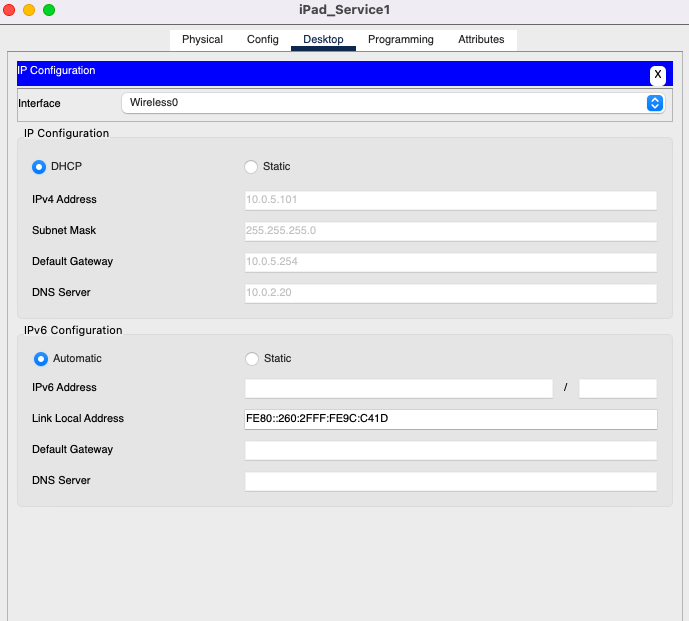 iPad_Service1
Physical Config Desktop Programming Attributes
IP Configuration
X
Interface Wireless0
IP Configuration
DHCP Static
IPv4 Address 10.0.5.101
Subnet Mask 255.255.255.0
Default Gateway 10.0.5.254
DNS Server 10.0.2.20
IPv6 Configuration
Automatic Static
IPv6 Address /
Link Local Address FE80::260:2FFF:FE9C:C41D
Default Gateway
DNS Server